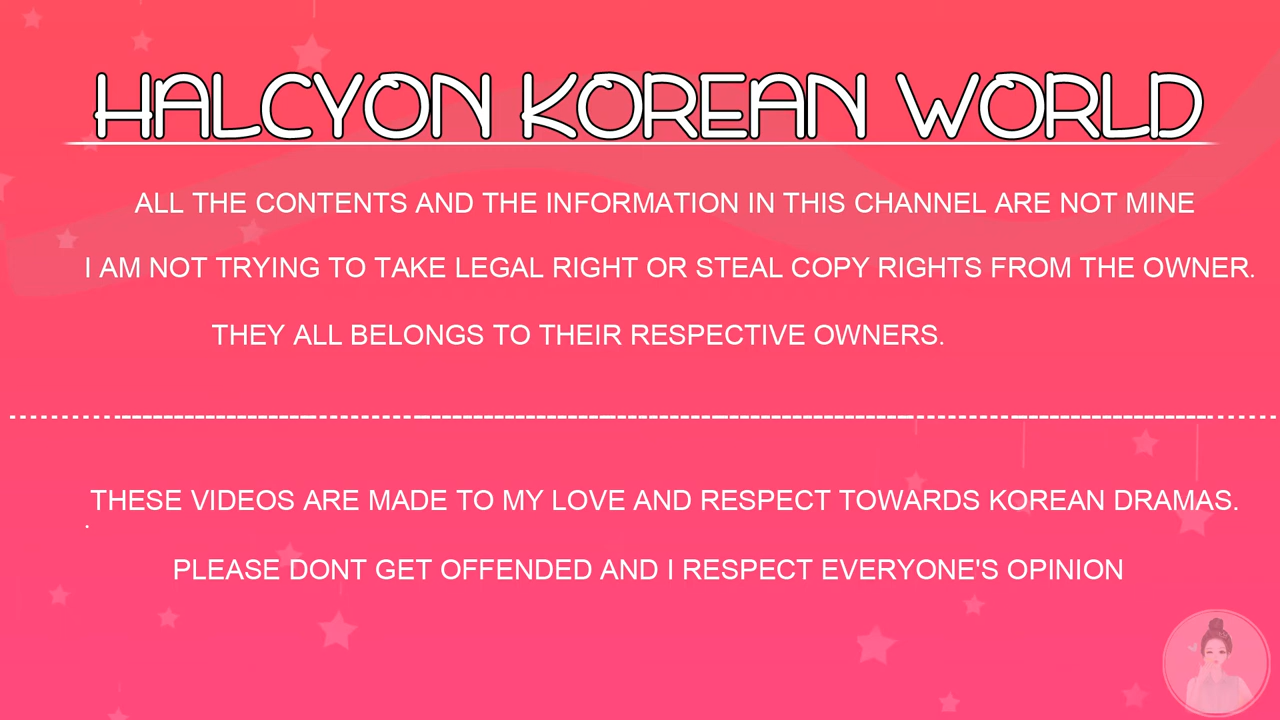 HALCYON KOREAN WORLD
ALL THE CONTENTS AND THE INFORMATION IN THIS CHANNEL ARE NOT MINE
I AM NOT TRYING TO TAKE LEGAL RIGHT OR STEAL COPY RIGHTS FROM THE OWNER.
THEY ALL BELONGS TO THEIR RESPECTIVE OWNERS.
THESE VIDEOS ARE MADE TO MY LOVE AND RESPECT TOWARDS KOREAN DRAMAS.
.
PLEASE DONT GET OFFENDED AND I RESPECT EVERYONE'S OPINION